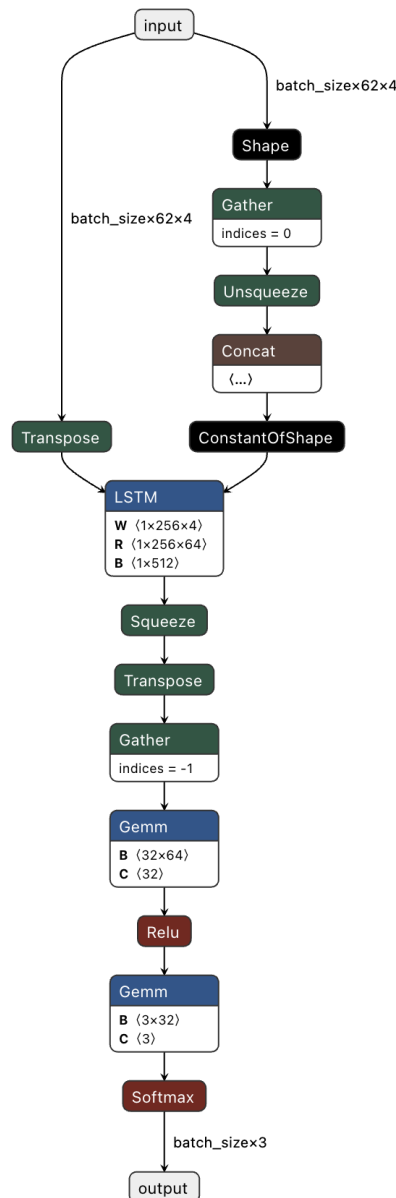 input
batch_size×62×4
Shape
batch_size×62×4
Gather
indices = 0
Unsqueeze
Concat
⟨…⟩
Transpose
ConstantOfShape
LSTM
W ⟨1×256×4⟩
R ⟨1×256×64⟩
B ⟨1×512⟩
Squeeze
Transpose
Gather
indices = -1
Gemm
B ⟨32×64⟩
C ⟨32⟩
Relu
Gemm
B ⟨3×32⟩
C ⟨3⟩
Softmax
batch_size×3
output